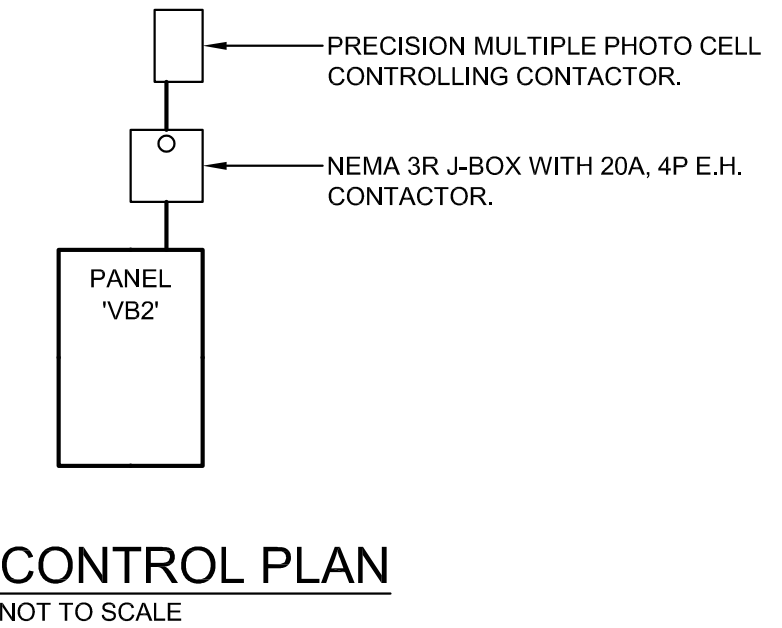 PRECISION MULTIPLE PHOTO CELL
CONTROLLING CONTACTOR.
NEMA 3R J-BOX WITH 20A, 4P E.H.
CONTACTOR.
PANEL
'VB2'
CONTROL PLAN
NOT TO SCALE